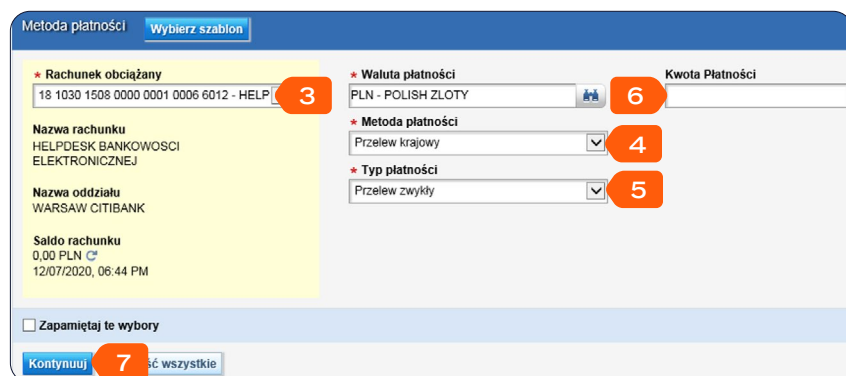 Metoda płatności Wybierz szablon
* Rachunek obciążany
18 1030 1508 0000 0001 0006 6012 - HELP
3
Nazwa rachunku
HELPDESK BANKOWOSCI
ELEKTRONICZNEJ
Nazwa oddziału
WARSAW CITIBANK
Saldo rachunku
0,00 PLN
12/07/2020, 06:44 PM
* Waluta płatności
PLN - POLISH ZLOTY
* Metoda płatności
Przelew krajowy
4
* Typ płatności
Przelew zwykły
5
Kwota Płatności
6
Zapamiętaj te wybory
Kontynuuj 7 ść wszystkie